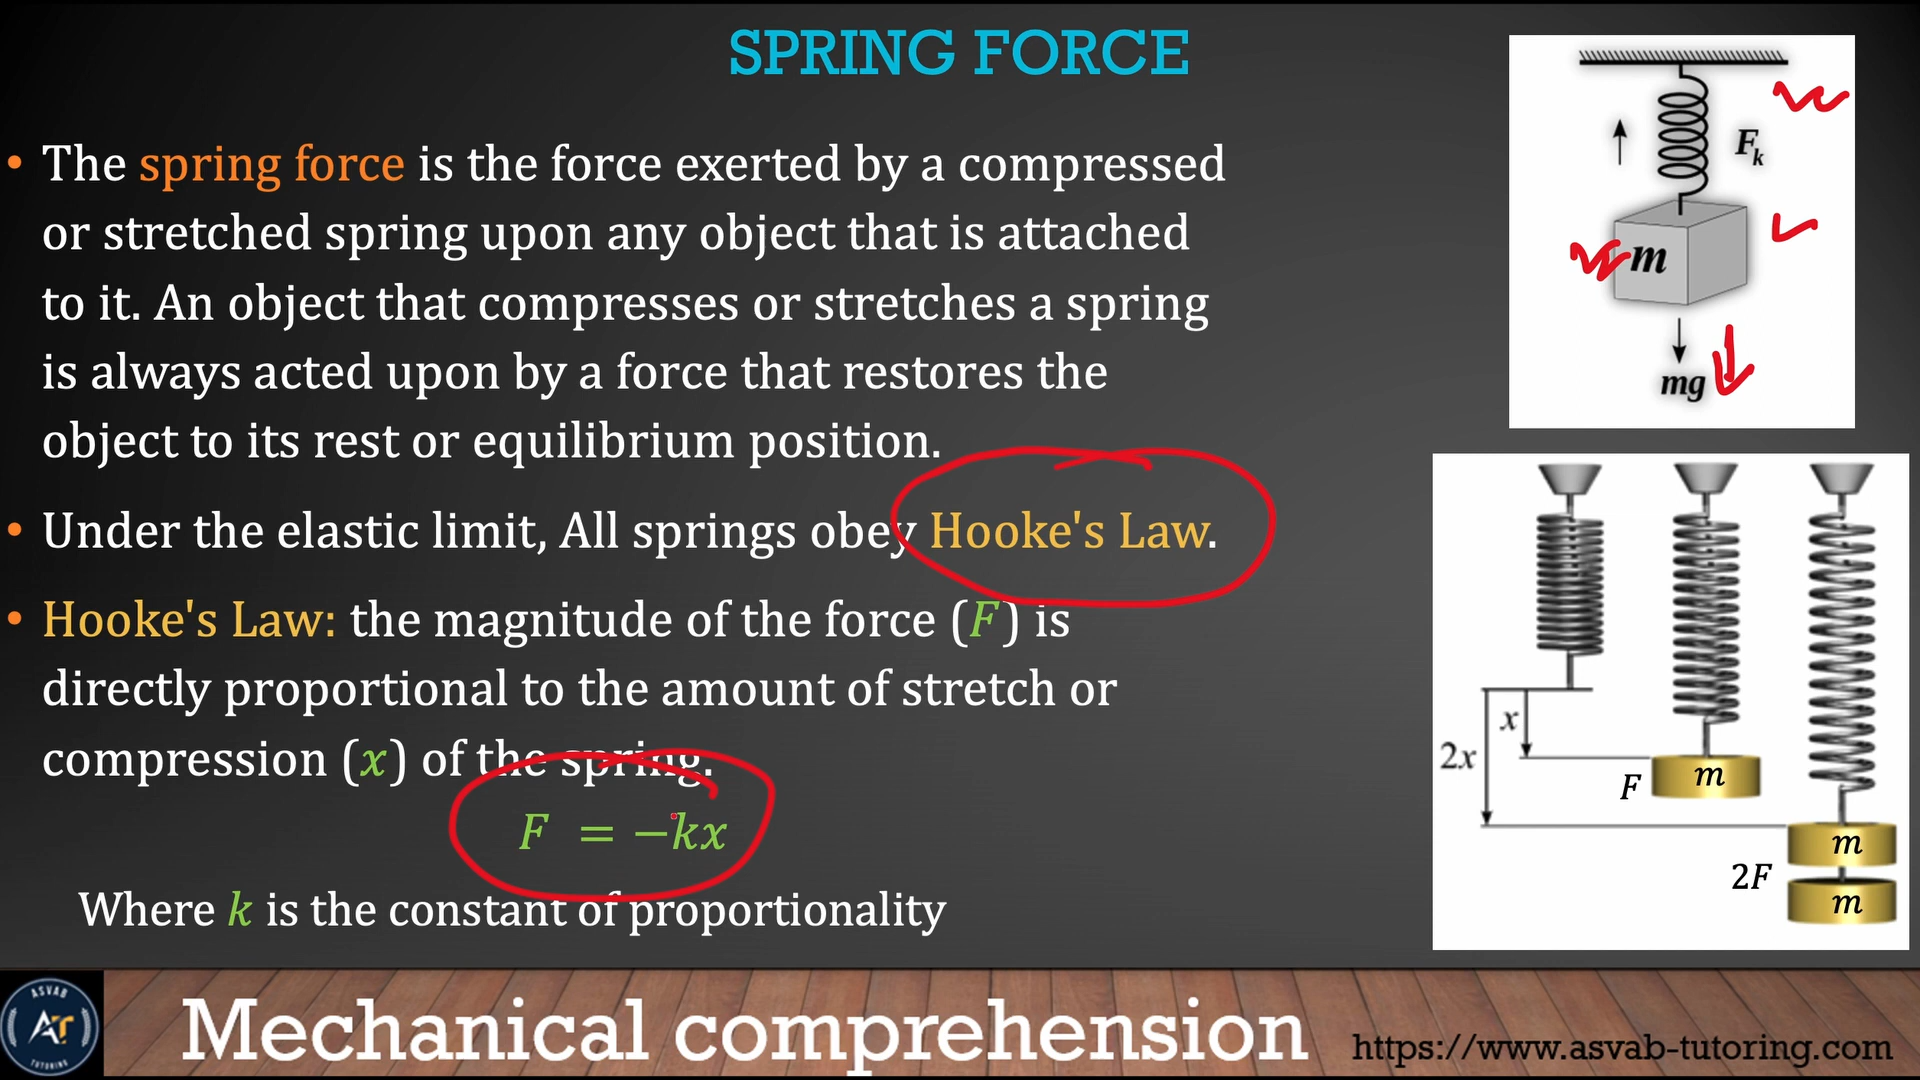 SPRING FORCE
• The spring force is the force exerted by a compressed
or stretched spring upon any object that is attached
to it. An object that compresses or stretches a spring
is always acted upon by a force that restores the
object to its rest or equilibrium position.
• Under the elastic limit, All springs obey Hooke's Law.
• Hooke's Law: the magnitude of the force (F) is
directly proportional to the amount of stretch or
compression (x) of the spring.
F = −kx
Where k is the constant of proportionality
Fk
m
mg
x
2x
F
m
m
2F
m
ASVAB
AT
TUTORING
Mechanical comprehension
https://www.asvab-tutoring.com